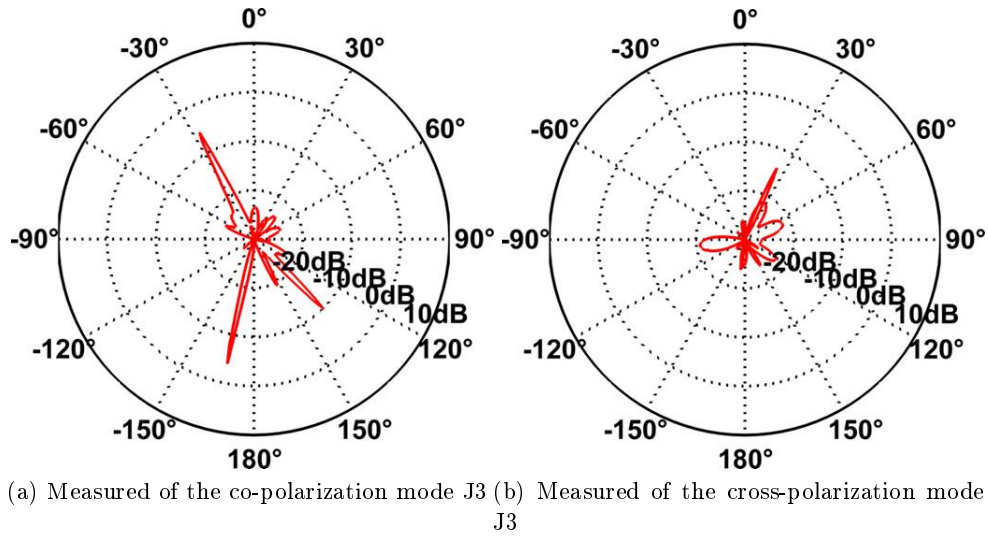 0°
0°
-30°
30°
-30°
30°
-60°
60°
-60°
60°
-90°
90°
-90°
90°
-20dB
-10dB
0dB
10dB
-20dB
-10dB
0dB
10dB
-120°
120°
-120°
120°
-150°
150°
-150°
150°
180°
180°
(a) Measured of the co-polarization mode J3
(b) Measured of the cross-polarization mode
J3